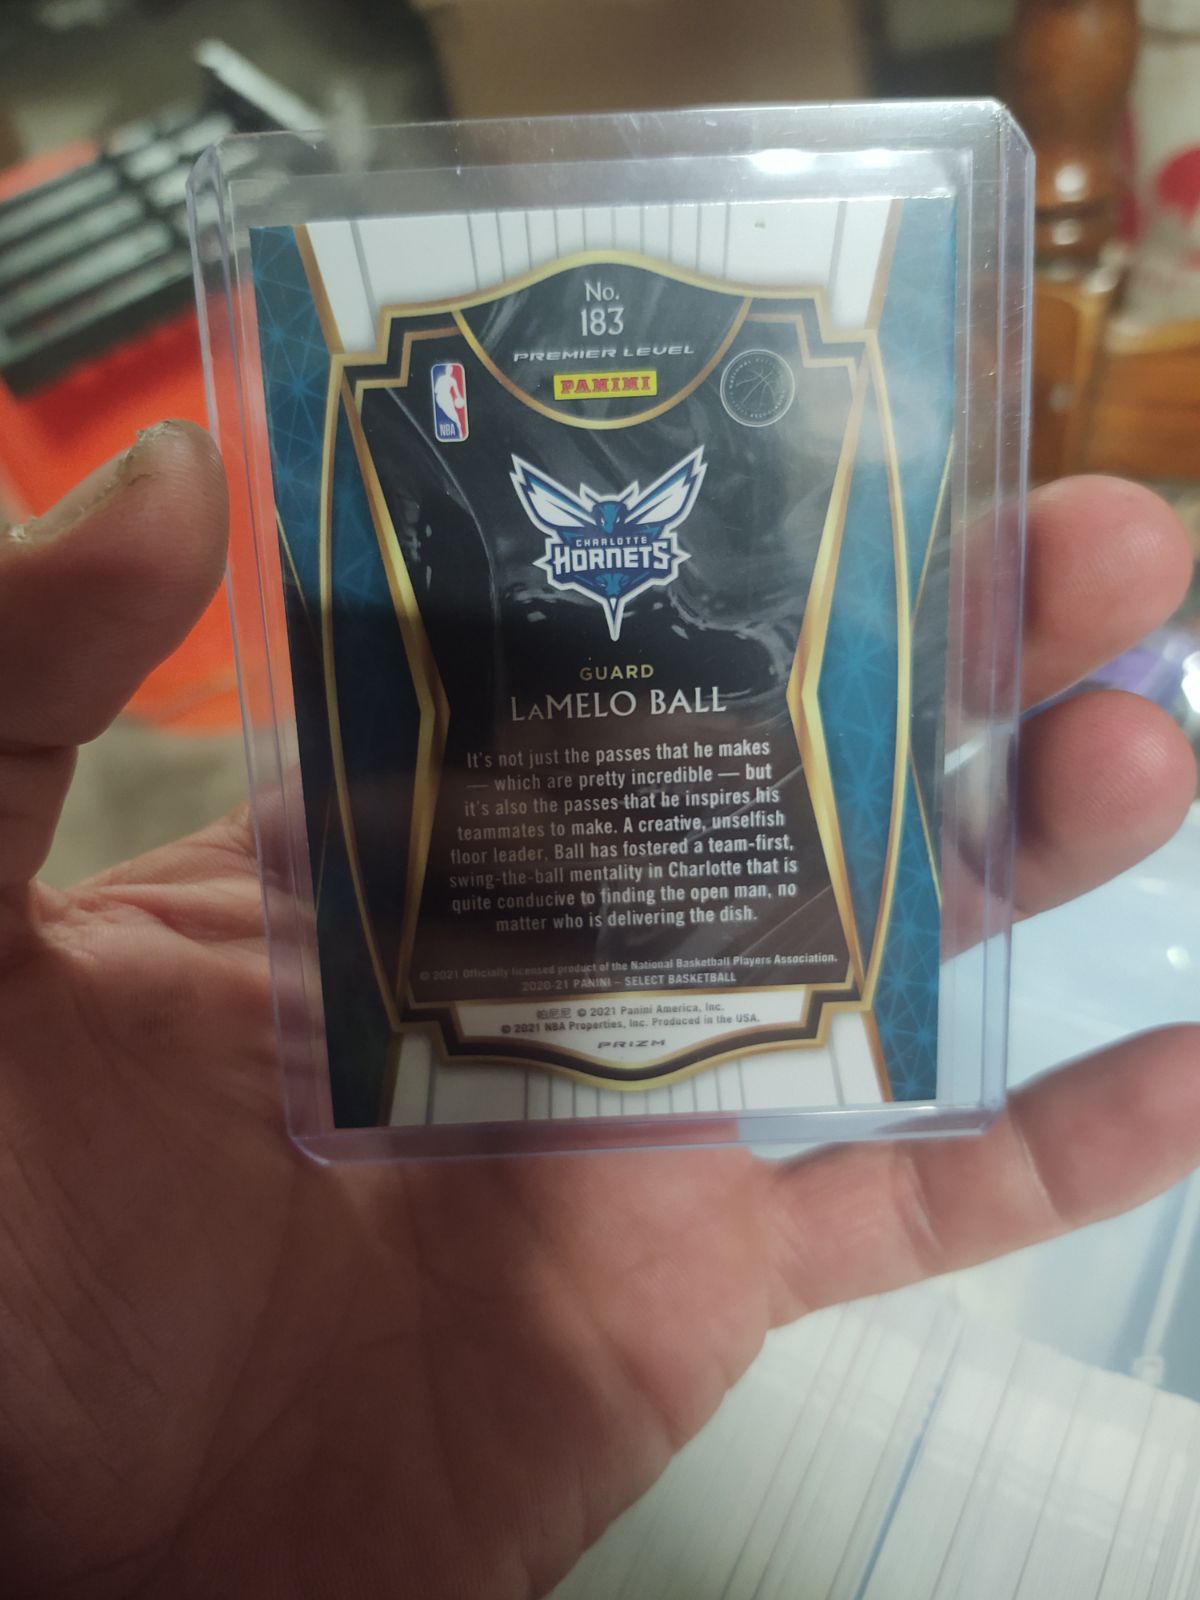 No.
183
PREMIER LEVEL
PANINI
NBA
CHARLOTTE
HORNETS
GUARD
LaMELO BALL
It's not just the passes that he makes
— which are pretty incredible — but
it's also the passes that he inspires his
teammates to make. A creative, unselfish
floor leader, Ball has fostered a team-first,
swing-the-ball mentality in Charlotte that is
quite conducive to finding the open man, no
matter who is delivering the dish.
© 2021 Officially licensed product of the National Basketball Players Association.
2020-21 PANINI – SELECT BASKETBALL
帕尼尼 © 2021 Panini America, Inc.
© 2021 NBA Properties, Inc. Produced in the USA.
PRIZM